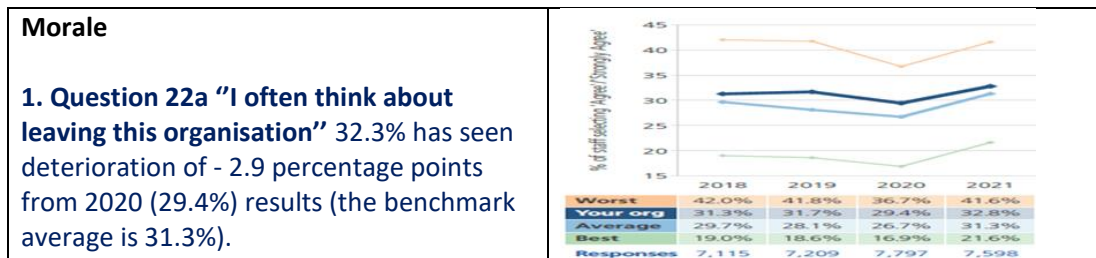 Morale
1. Question 22a “I often think about
leaving this organisation” 32.3% has seen
deterioration of - 2.9 percentage points
from 2020 (29.4%) results (the benchmark
average is 31.3%).
% of staff selecting 'Agree'/'Strongly Agree'
45
40
35
30
25
20
15
2018 2019 2020 2021
Worst 42.0% 41.8% 36.7% 41.6%
Your org 31.3% 31.7% 29.4% 32.8%
Average 29.7% 28.1% 26.7% 31.3%
Best 19.0% 18.6% 16.9% 21.6%
Responses 7,115 7,209 7,797 7,598